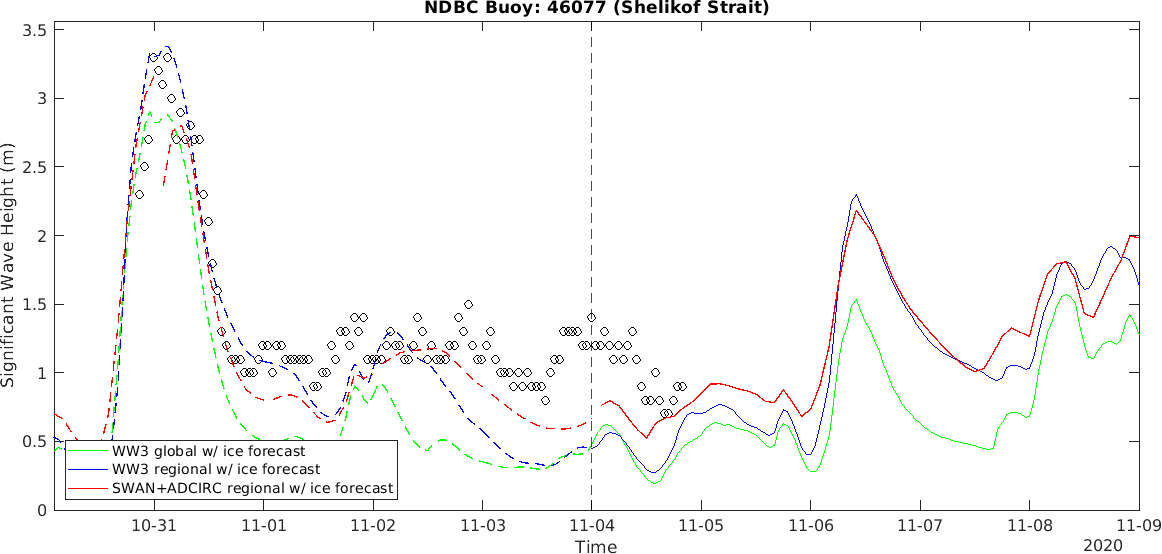 NDBC Buoy: 46077 (Shelikof Strait)
Significant Wave Height (m)
3.5
3
2.5
2
1.5
1
0.5
0
WW3 global w/ ice forecast
WW3 regional w/ ice forecast
SWAN+ADCIRC regional w/ ice forecast
10-31 11-01 11-02 11-03 11-04 11-05 11-06 11-07 11-08 11-09
Time
2020